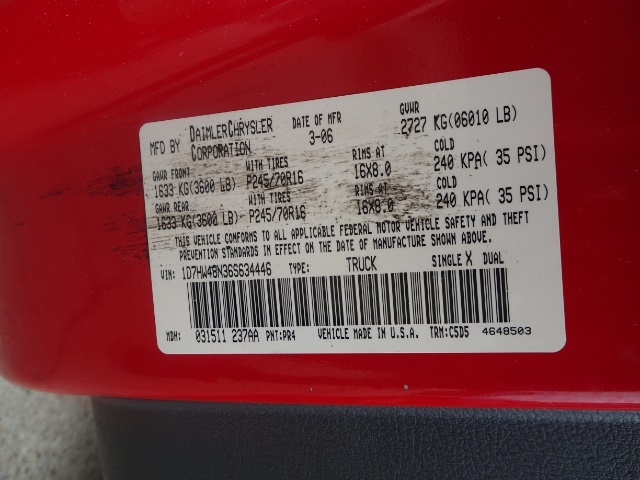 MFD BY DAIMLERCHRYSLER CORPORATION DATE OF MFR 3-06 GVWR 2727 KG(06010 LB)
GAWR FRONT WITH TIRES RIMS AT COLD
1633 KG(3600 LB) P245/70R16 16X8.0 240 KPA( 35 PSI)
GAWR REAR WITH TIRES RIMS AT COLD
1633 KG(3600 LB) P245/70R16 16X8.0 240 KPA( 35 PSI)
THIS VEHICLE CONFORMS TO ALL APPLICABLE FEDERAL MOTOR VEHICLE SAFETY AND THEFT
PREVENTION STANDARDS IN EFFECT ON THE DATE OF MANUFACTURE SHOWN ABOVE.
VIN: 1D7HW48N36S634446 TYPE: TRUCK SINGLE X DUAL
MDH: 031511 237AA PNT:PR4 VEHICLE MADE IN U.S.A. TRM:C5D5 4648503